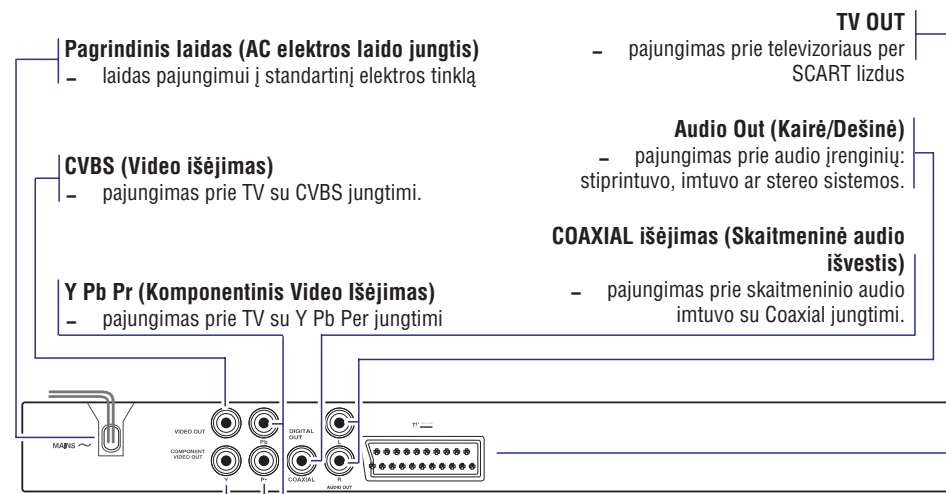 Pagrindinis laidas (AC elektros laido jungtis)
– laidas pajungimui į standartinį elektros tinklą
CVBS (Video išėjimas)
– pajungimas prie TV su CVBS jungtimi.
Y Pb Pr (Komponentinis Video Išėjimas)
– pajungimas prie TV su Y Pb Per jungtimi
TV OUT
– pajungimas prie televizoriaus per
SCART lizdus
Audio Out (Kairė/Dešinė)
– pajungimas prie audio įrenginių:
stiprintuvo, imtuvo ar stereo sistemos.
COAXIAL išėjimas (Skaitmeninė audio
išvestis)
– pajungimas prie skaitmeninio audio
imtuvo su Coaxial jungtimi.
MAINS ~
VIDEO OUT
COMPONENT
VIDEO OUT
Y
Pb
DIGITAL
OUT
COAXIAL
L
R
AUDIO OUT